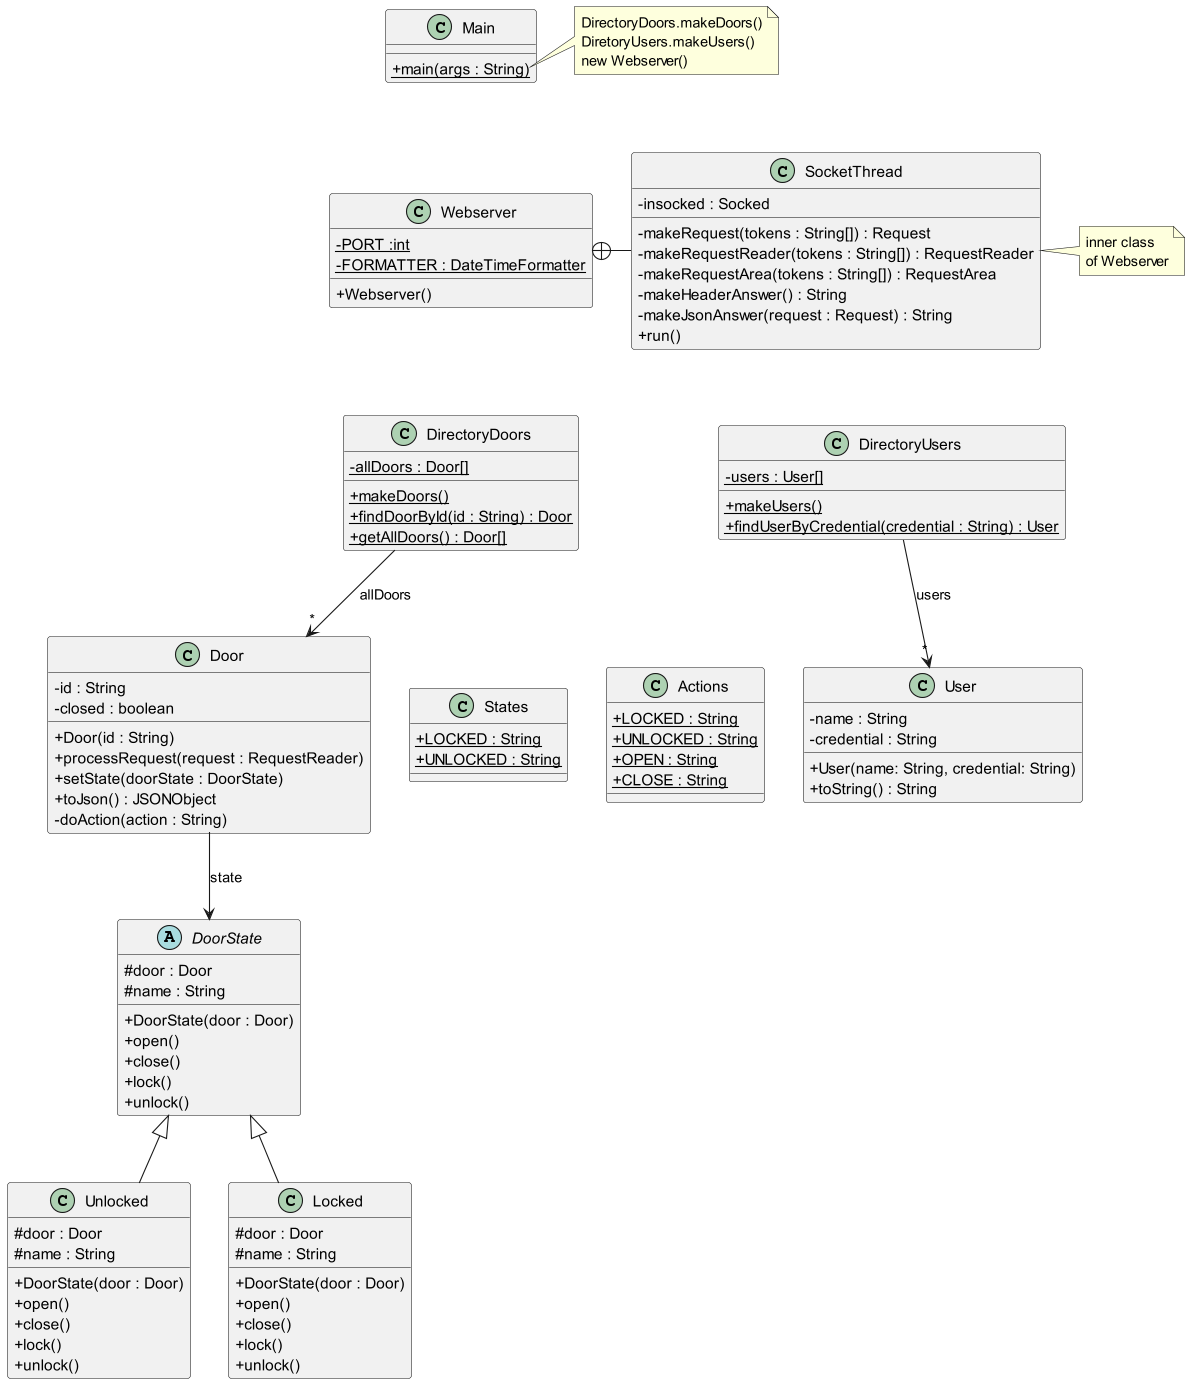 C Main
+main(args : String)
DirectoryDoors.makeDoors()
DiretoryUsers.makeUsers()
new Webserver()
C Webserver
-PORT :int
-FORMATTER : DateTimeFormatter
+Webserver()
C SocketThread
-insocked : Socked
-makeRequest(tokens : String[]) : Request
-makeRequestReader(tokens : String[]) : RequestReader
-makeRequestArea(tokens : String[]) : RequestArea
-makeHeaderAnswer() : String
-makeJsonAnswer(request : Request) : String
+run()
inner class
of Webserver
C DirectoryDoors
-allDoors : Door[]
+makeDoors()
+findDoorById(id : String) : Door
+getAllDoors() : Door[]
C DirectoryUsers
-users : User[]
+makeUsers()
+findUserByCredential(credential : String) : User
allDoors
*
users
*
C Door
-id : String
-closed : boolean
+Door(id : String)
+processRequest(request : RequestReader)
+setState(doorState : DoorState)
+toJson() : JSONObject
-doAction(action : String)
C States
+LOCKED : String
+UNLOCKED : String
C Actions
+LOCKED : String
+UNLOCKED : String
+OPEN : String
+CLOSE : String
C User
-name : String
-credential : String
+User(name: String, credential: String)
+toString() : String
state
A DoorState
#door : Door
#name : String
+DoorState(door : Door)
+open()
+close()
+lock()
+unlock()
C Unlocked
#door : Door
#name : String
+DoorState(door : Door)
+open()
+close()
+lock()
+unlock()
C Locked
#door : Door
#name : String
+DoorState(door : Door)
+open()
+close()
+lock()
+unlock()